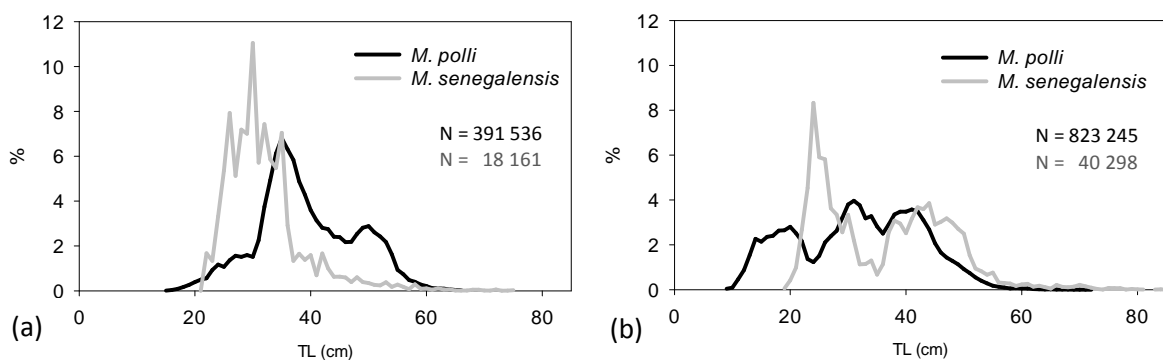 12
10
8
6
4
2
0
%
M. polli
M. senegalensis
N = 391 536
N = 18 161
0 20 40 60 80
TL (cm)
(a)
12
10
8
6
4
2
0
%
M. polli
M. senegalensis
N = 823 245
N = 40 298
0 20 40 60 80
TL (cm)
(b)